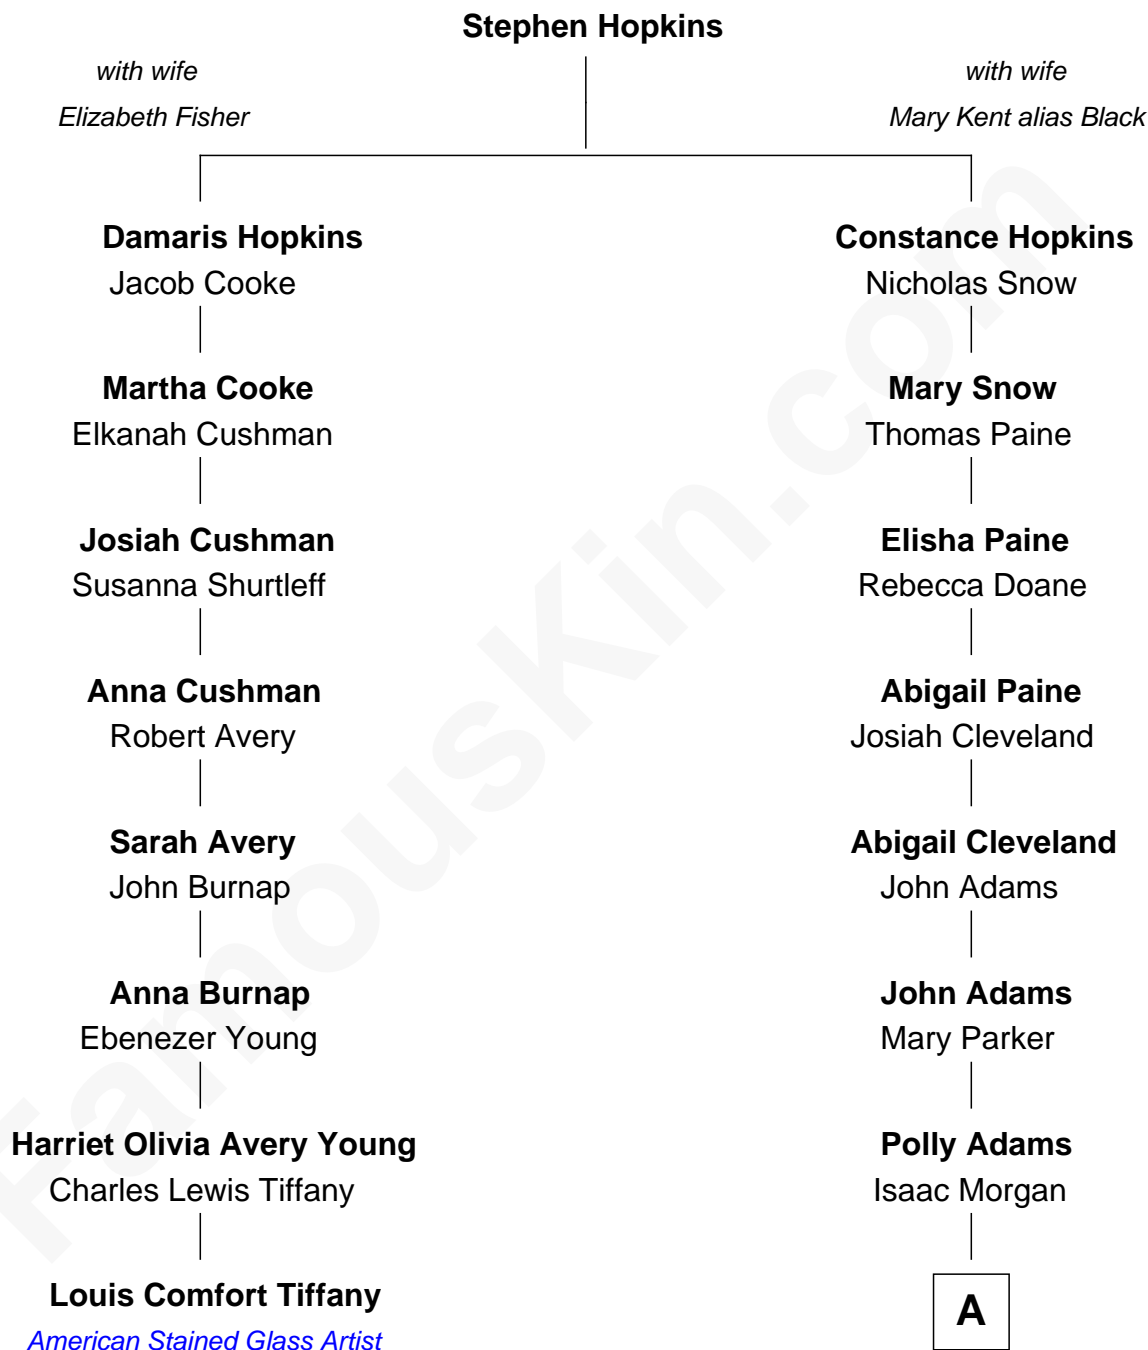 Stephen Hopkins
with wife
Elizabeth Fisher
with wife
Mary Kent alias Black
Damaris Hopkins
Jacob Cooke
Constance Hopkins
Nicholas Snow
Martha Cooke
Elkanah Cushman
Mary Snow
Thomas Paine
Josiah Cushman
Susanna Shurtleff
Elisha Paine
Rebecca Doane
Anna Cushman
Robert Avery
Abigail Paine
Josiah Cleveland
Sarah Avery
John Burnap
Abigail Cleveland
John Adams
Anna Burnap
Ebenezer Young
John Adams
Mary Parker
Harriet Olivia Avery Young
Charles Lewis Tiffany
Polly Adams
Isaac Morgan
Louis Comfort Tiffany
American Stained Glass Artist
A
FamousKin.com